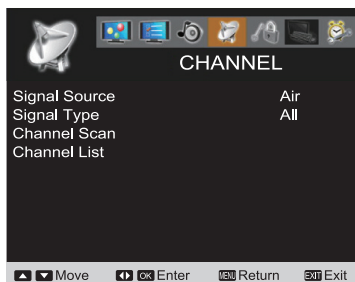 CHANNEL
Signal Source Air
Signal Type All
Channel Scan
Channel List
Move OK Enter MENU Return EXIT Exit